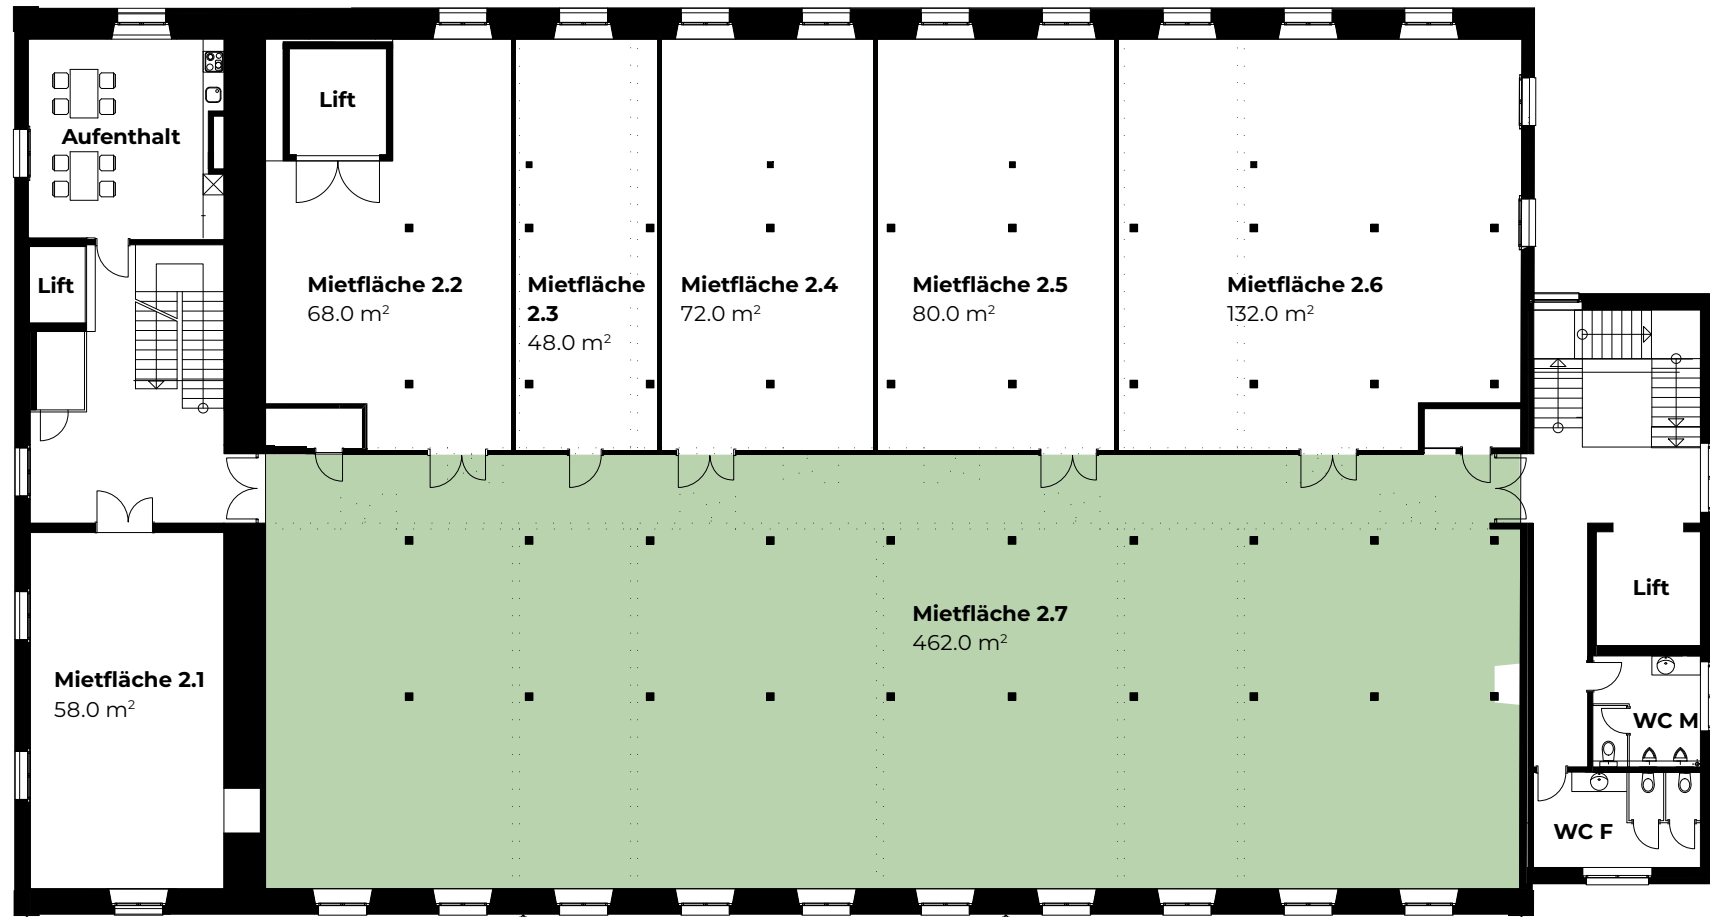 Lift
Aufenthalt
Lift
Mietfläche 2.2
68.0 m²
Mietfläche
2.3
48.0 m²
Mietfläche 2.4
72.0 m²
Mietfläche 2.5
80.0 m²
Mietfläche 2.6
132.0 m²
Mietfläche 2.7
462.0 m²
Lift
Mietfläche 2.1
58.0 m²
WC M
WC F